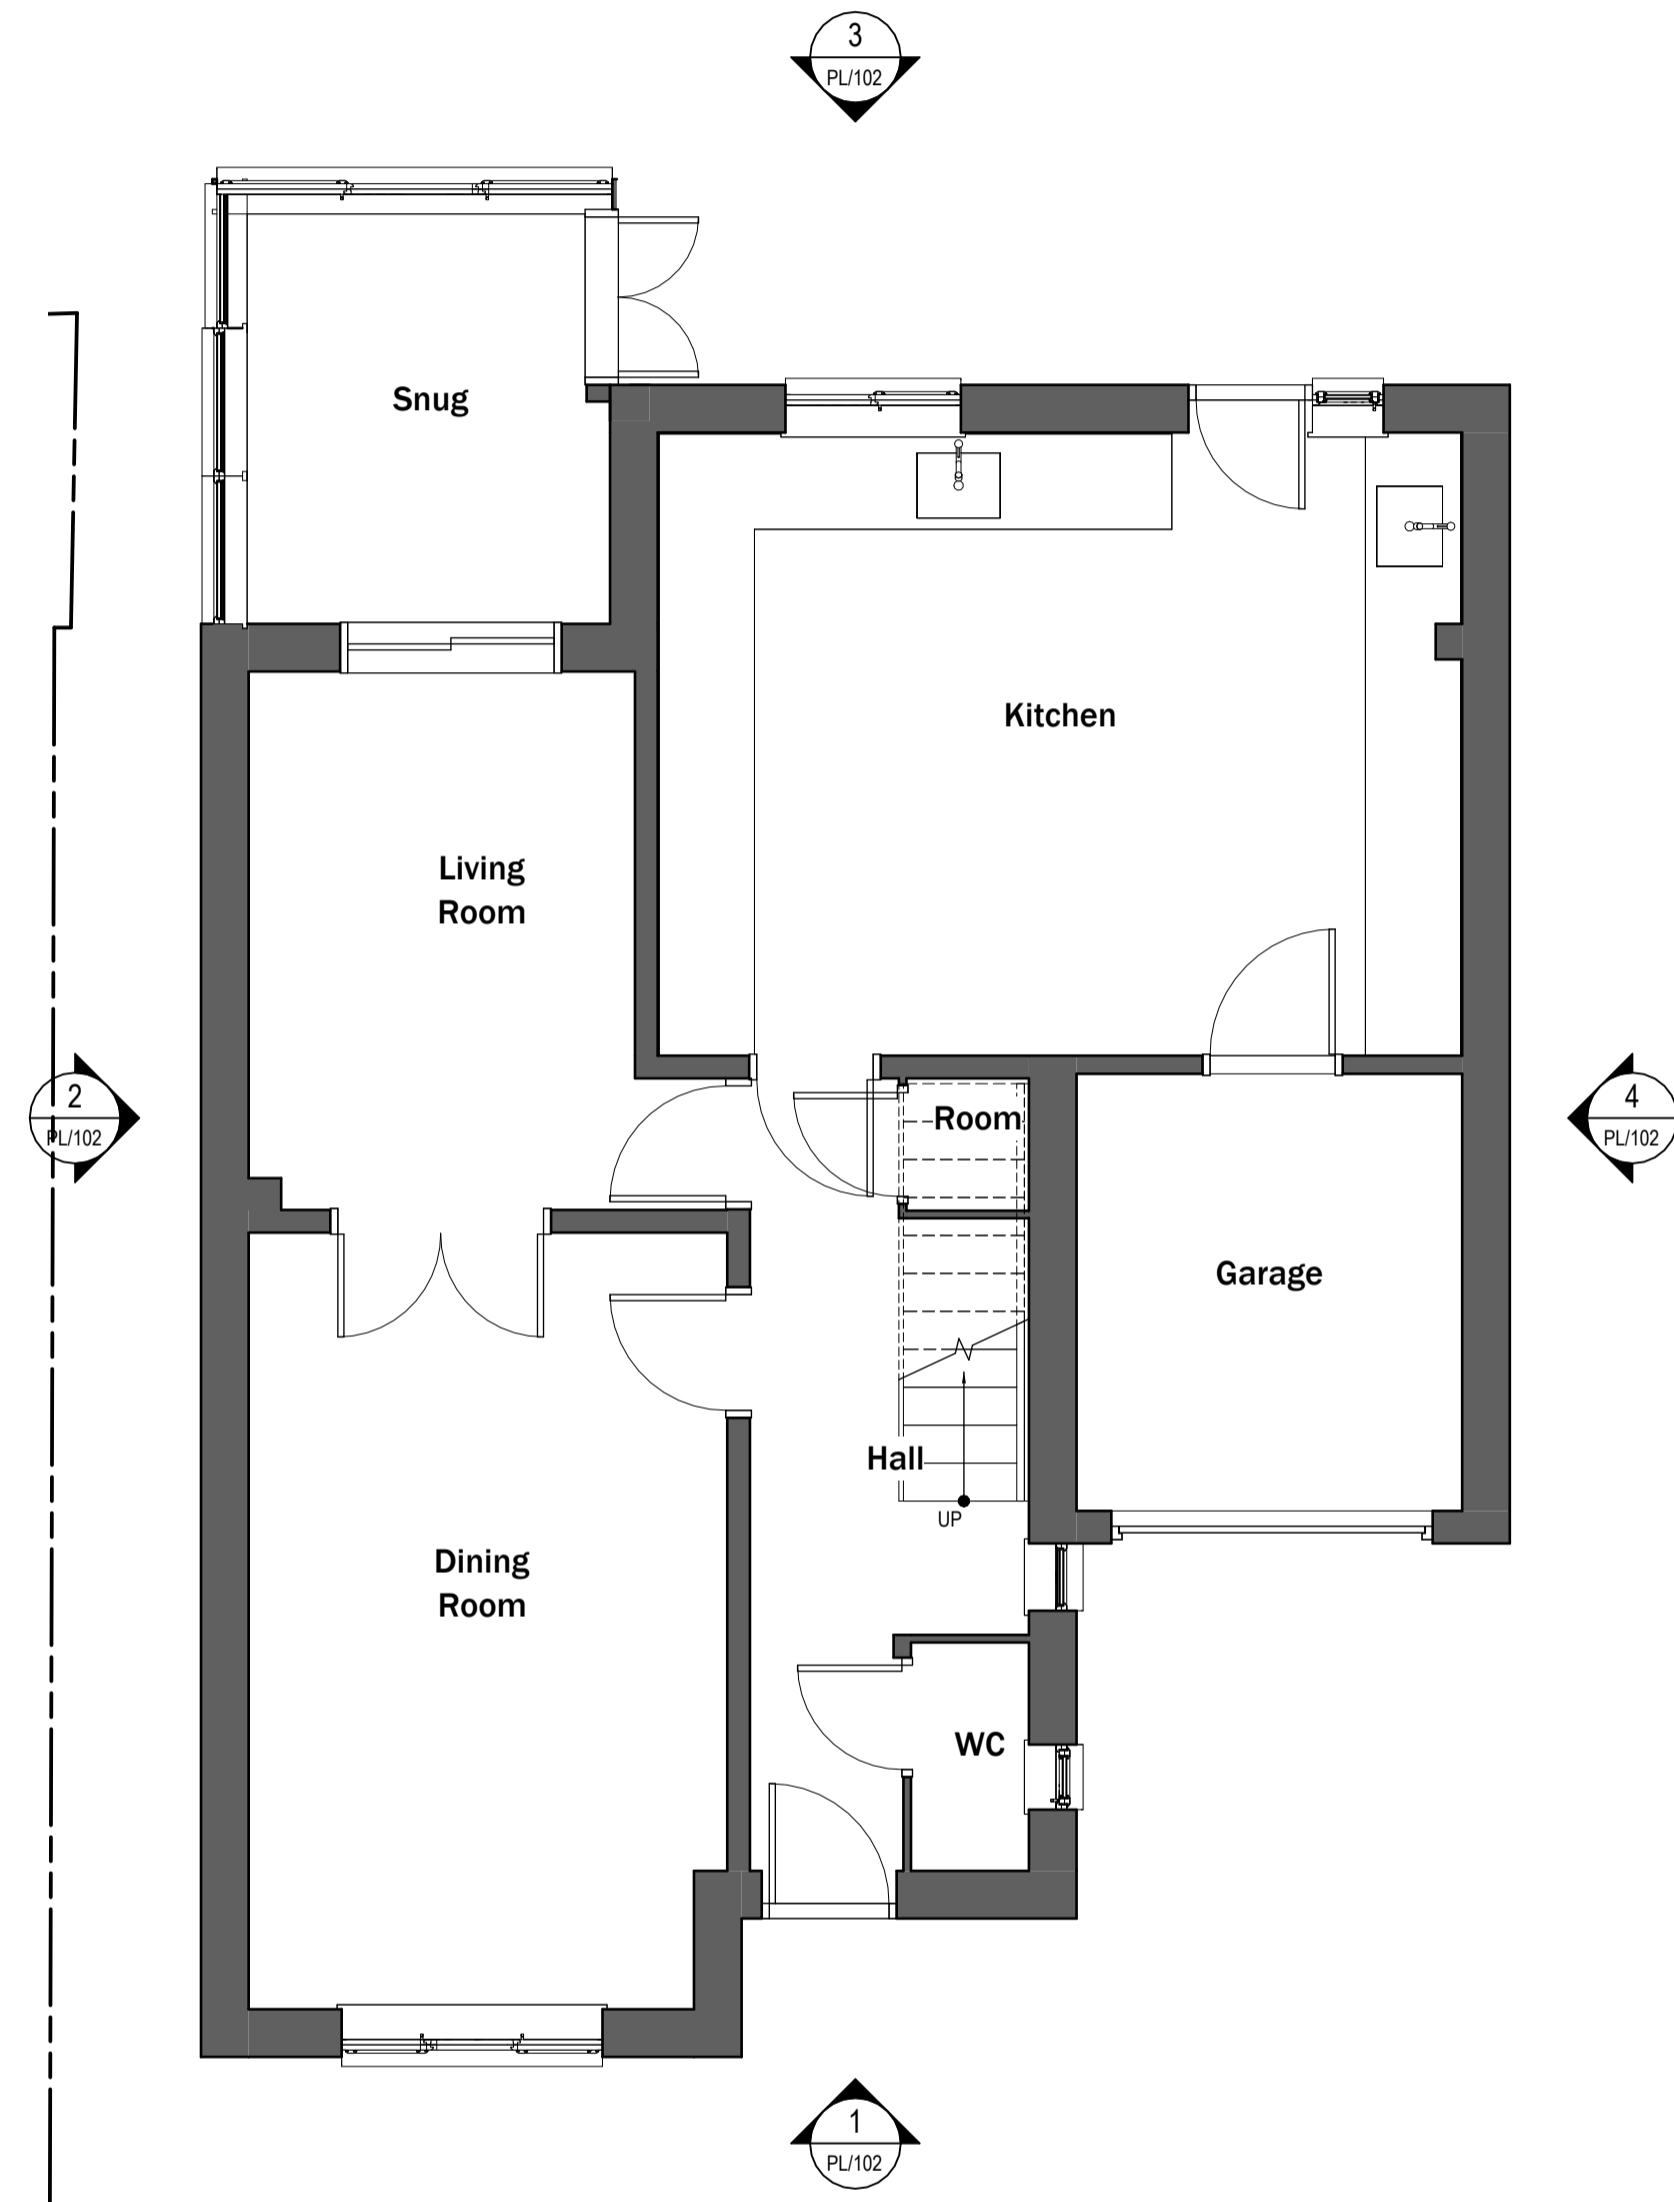 3
PL/102
Snug
Kitchen
Living
Room
2
PL/102
Room
4
PL/102
Garage
Hall
UP
Dining
Room
WC
1
PL/102